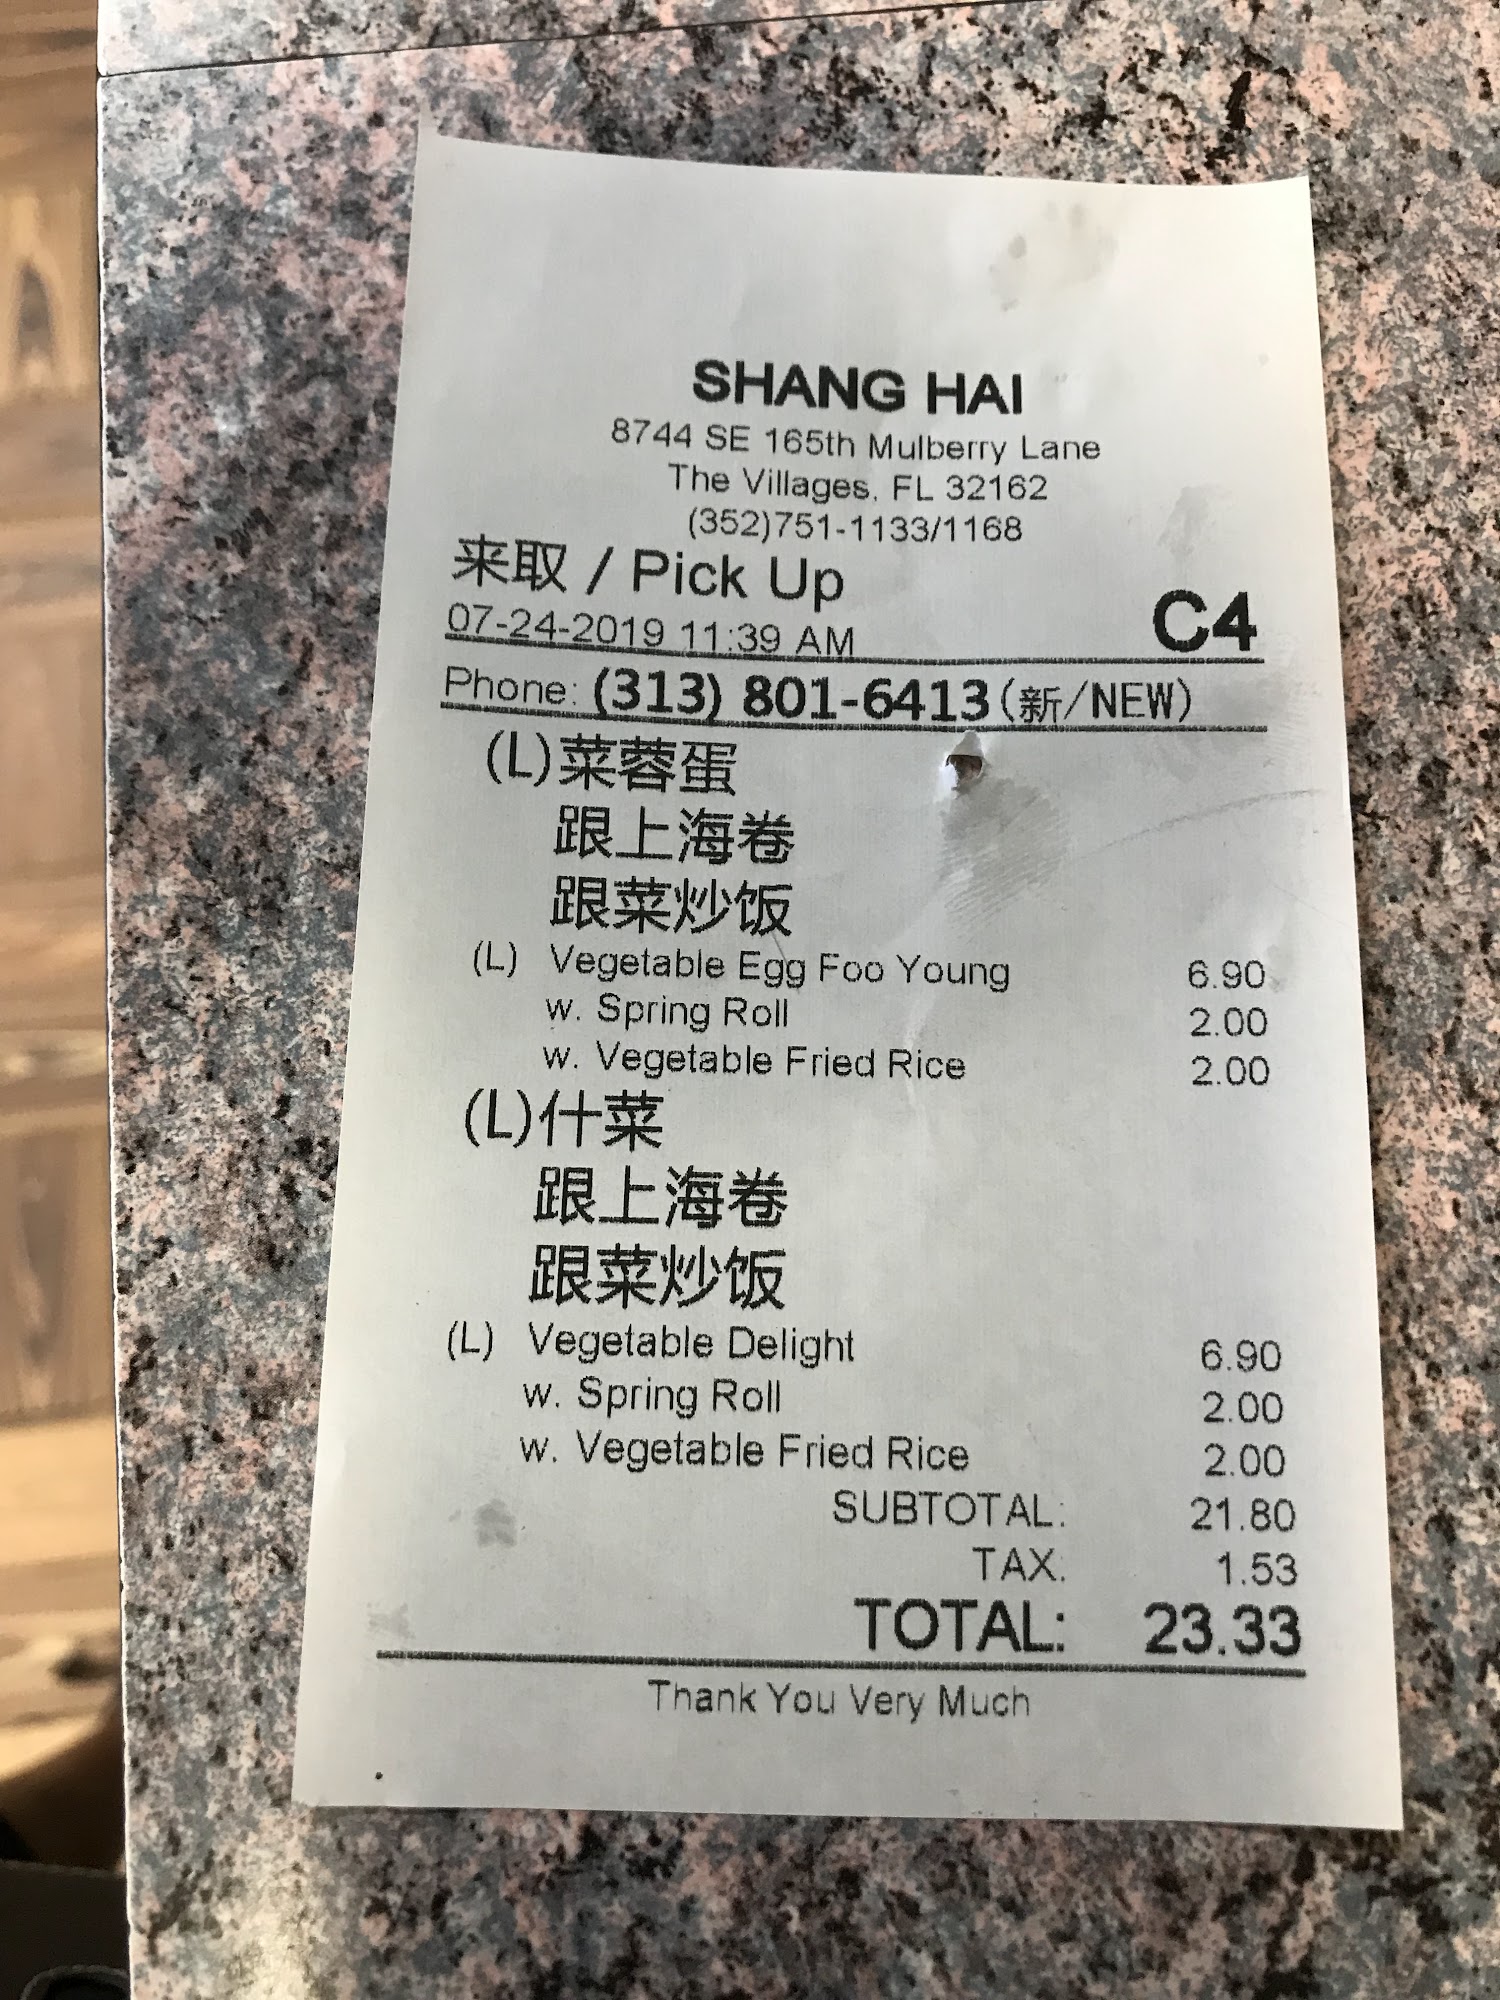 SHANG HAI
8744 SE 165th Mulberry Lane
The Villages, FL 32162
(352)751-1133/1168
来取 / Pick Up
07-24-2019 11:39 AM C4
Phone: (313) 801-6413(新/NEW)
(L)菜蓉蛋
跟上海卷
跟菜炒饭
(L) Vegetable Egg Foo Young 6.90
w. Spring Roll 2.00
w. Vegetable Fried Rice 2.00
(L)什菜
跟上海卷
跟菜炒饭
(L) Vegetable Delight 6.90
w. Spring Roll 2.00
w. Vegetable Fried Rice 2.00
SUBTOTAL: 21.80
TAX: 1.53
TOTAL: 23.33
Thank You Very Much